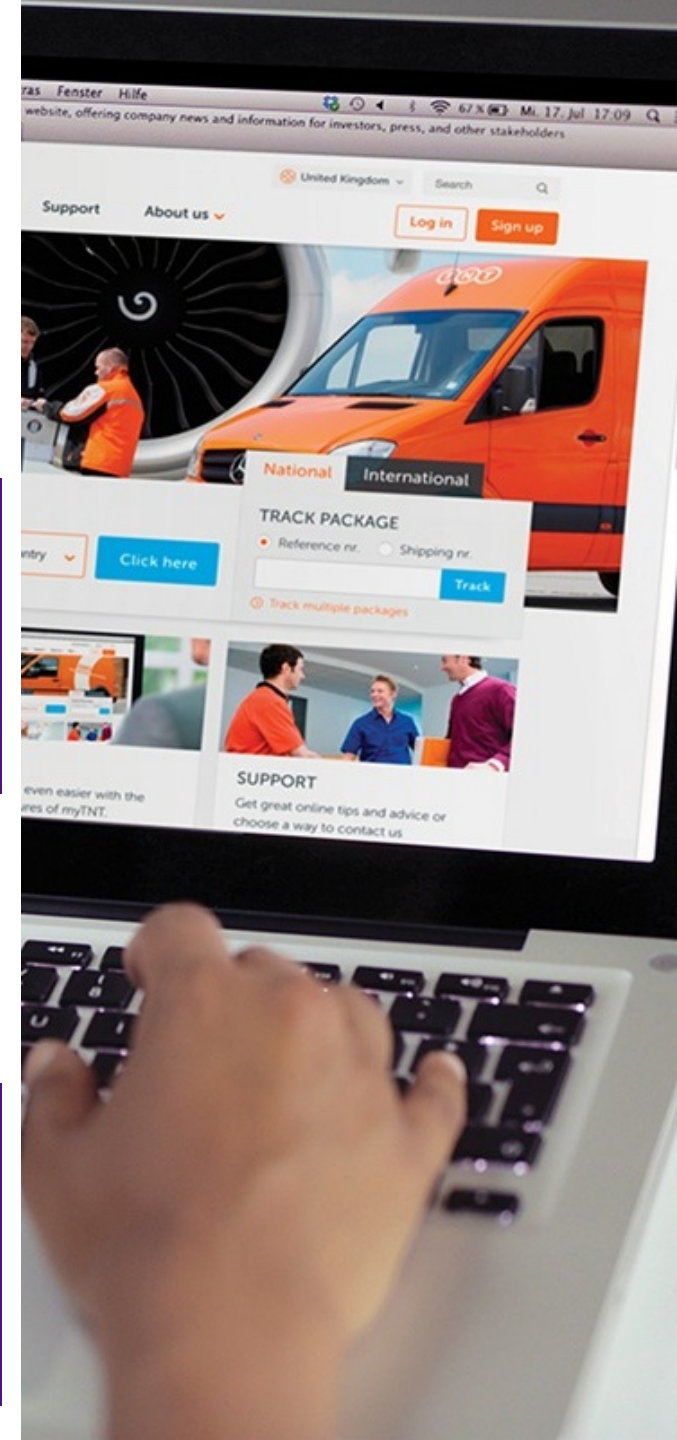 ras Fenster Hilfe
67% Mi. 17. Jul 17:09
website, offering company news and information for investors, press, and other stakeholders
United Kingdom
Search
Support About us
Log in Sign up
TNT
National International
TRACK PACKAGE
Reference nr. Shipping nr.
ntry Click here
Track
Track multiple packages
SUPPORT
even easier with the
ures of myTNT.
Get great online tips and advice or
choose a way to contact us
U